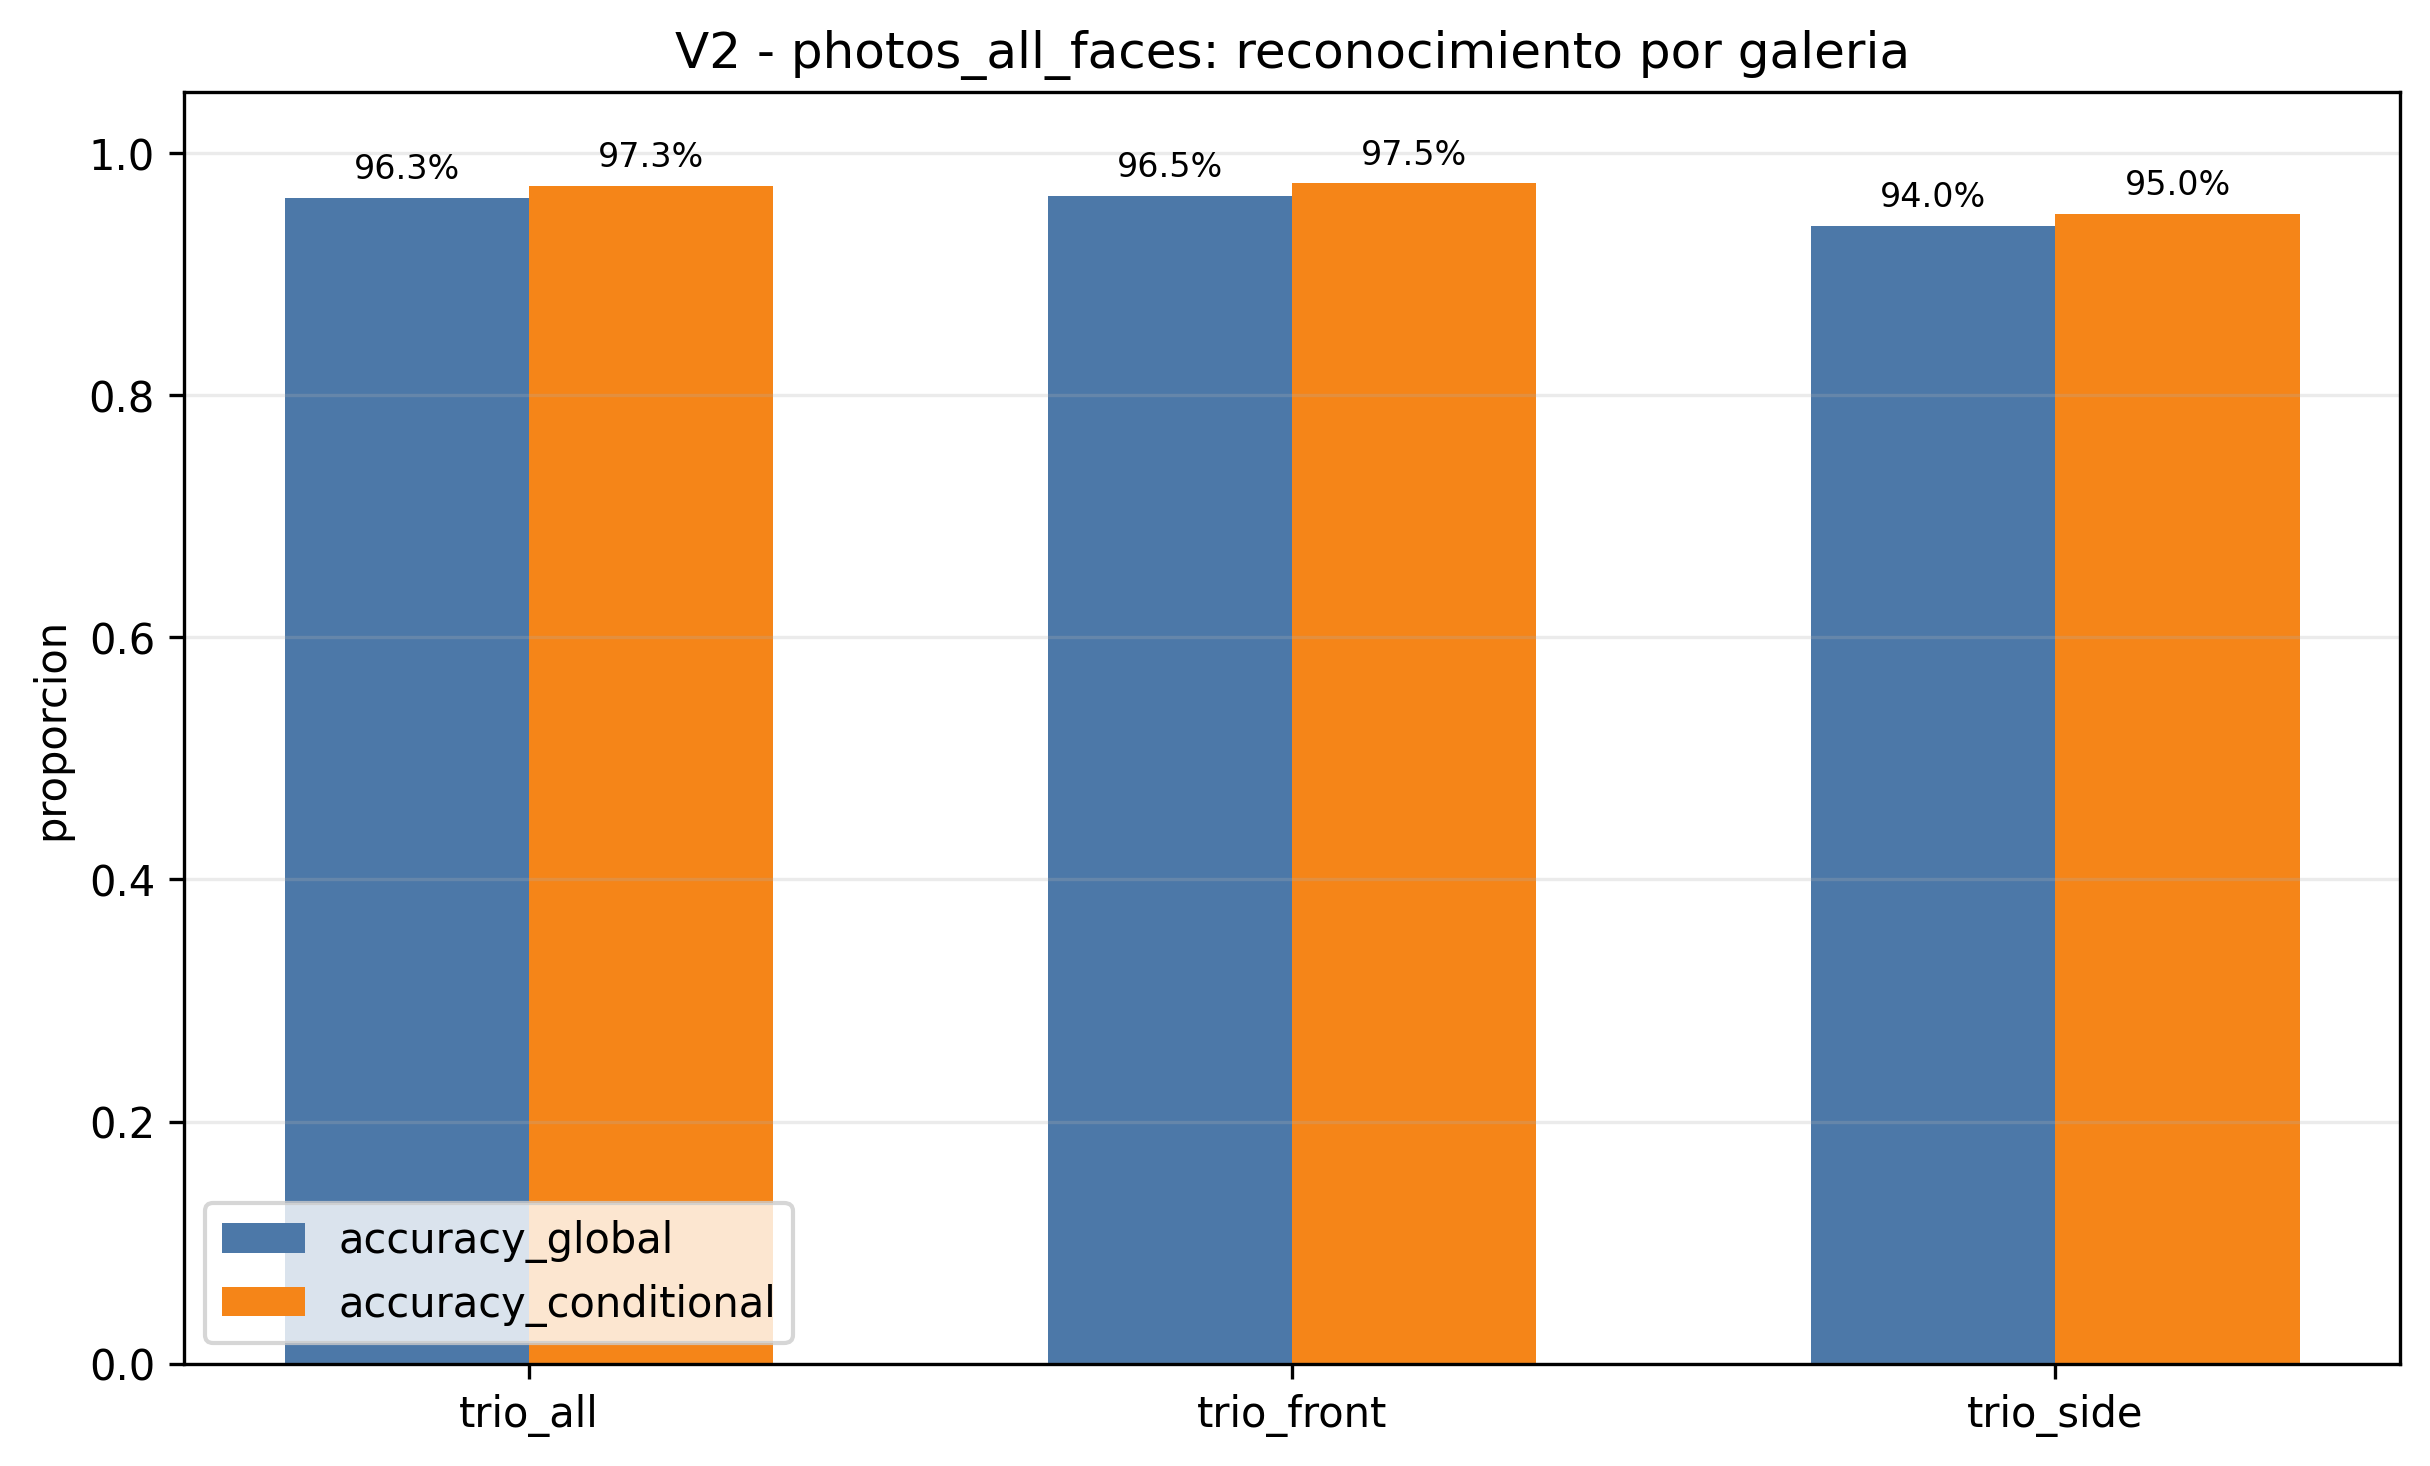 V2 - photos_all_faces: reconocimiento por galeria
proporcion
1.0
0.8
0.6
0.4
0.2
0.0
96.3%
97.3%
96.5%
97.5%
94.0%
95.0%
accuracy_global
accuracy_conditional
trio_all
trio_front
trio_side